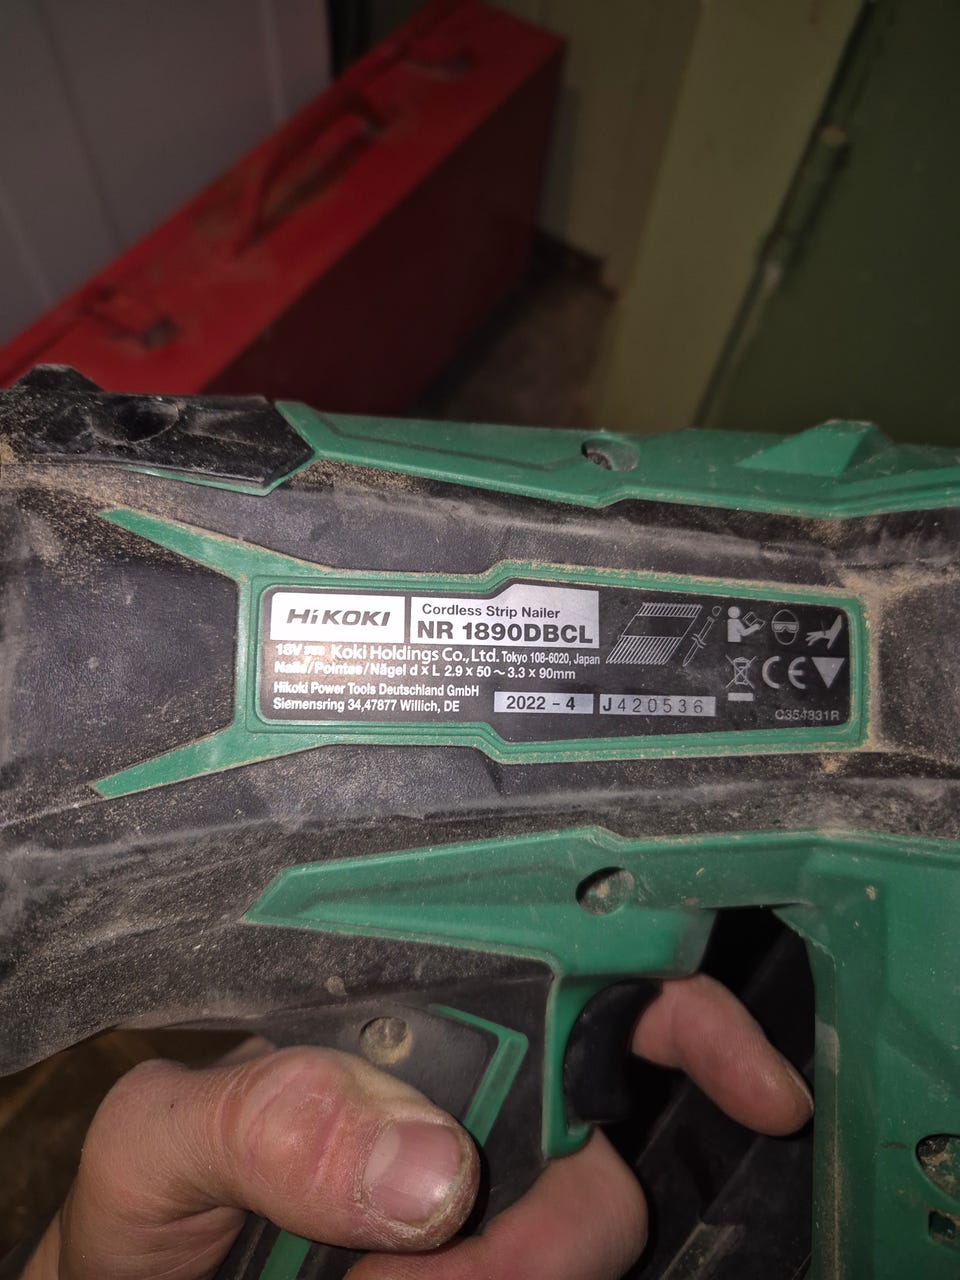 HiKOKI
Cordless Strip Nailer
NR 1890DBCL
18V Koki Holdings Co., Ltd. Tokyo 108-6020, Japan
Nails/Pointes/Nägel d x L 2.9 x 50 ~ 3.3 x 90mm
Hikoki Power Tools Deutschland GmbH
Siemensring 34,47877 Willich, DE
2022 - 4
J420536
CE
C354831R